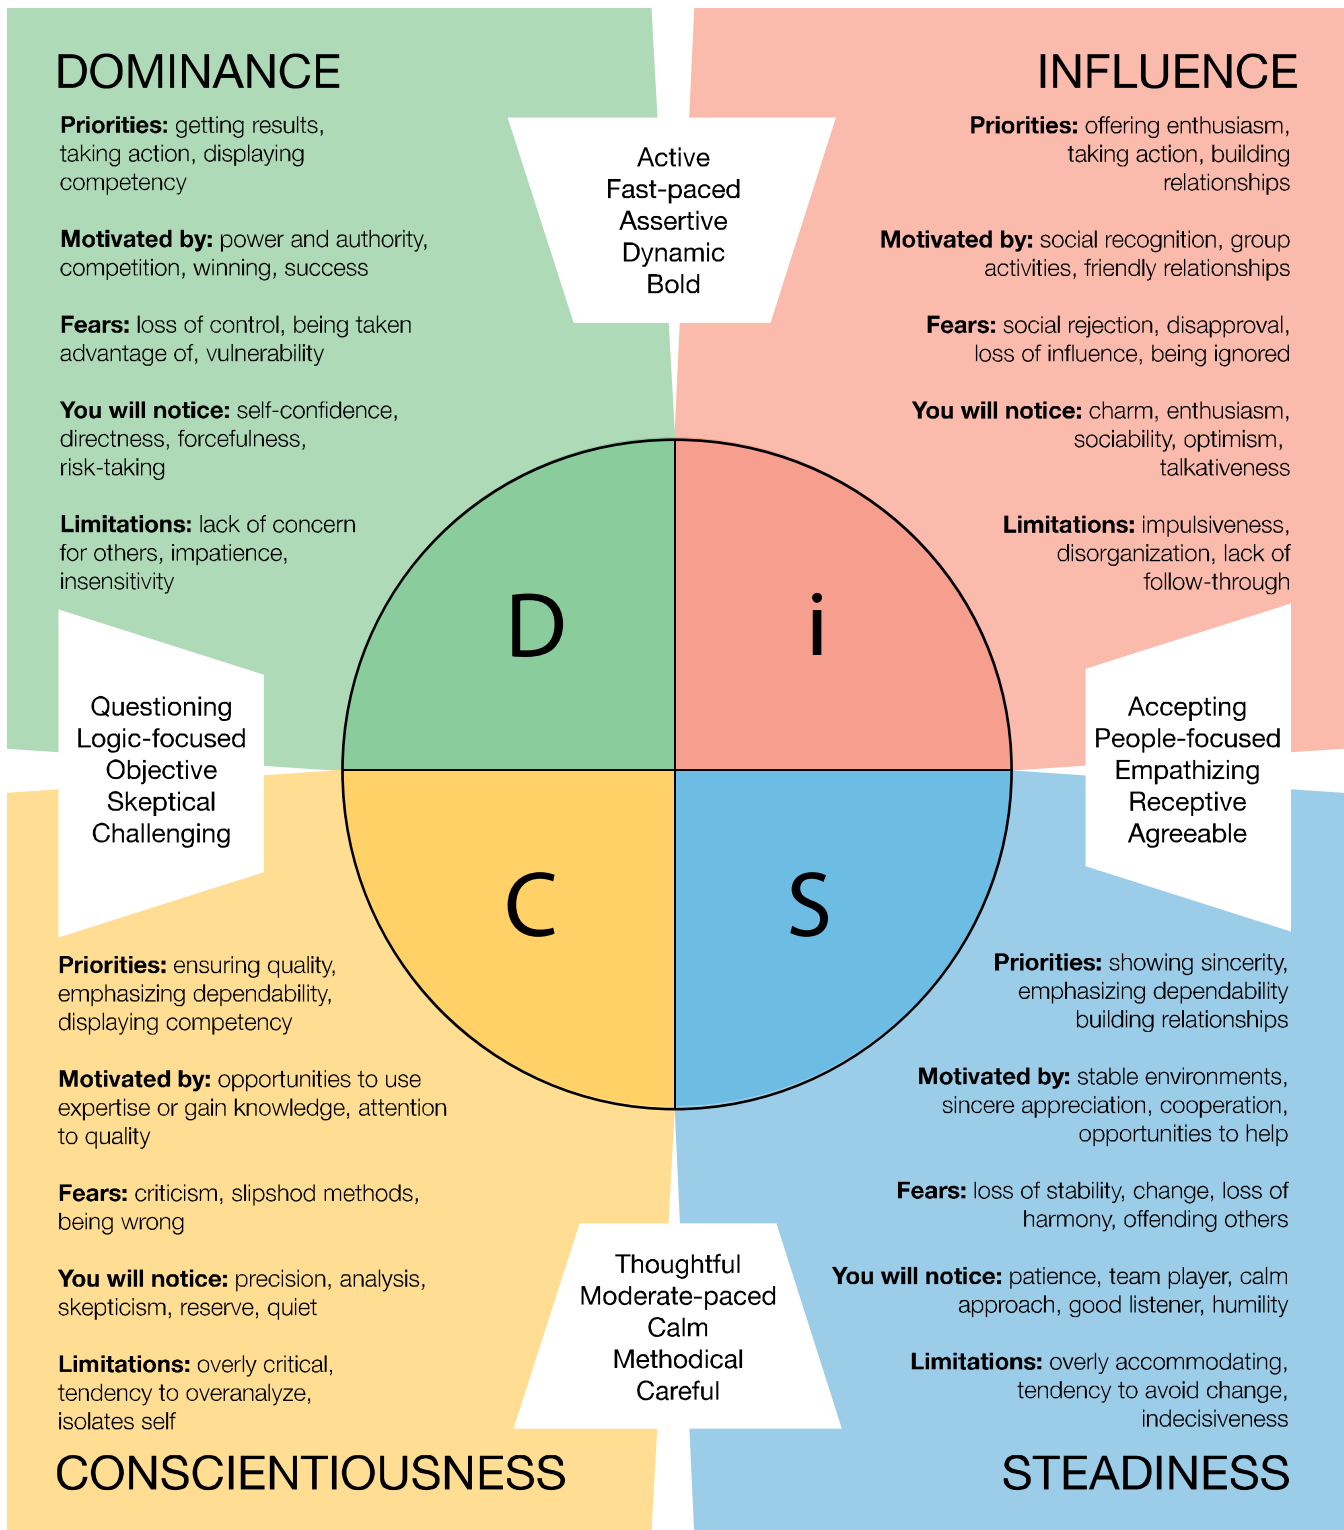 DOMINANCE
Priorities: getting results,
taking action, displaying
competency
Motivated by: power and authority,
competition, winning, success
Fears: loss of control, being taken
advantage of, vulnerability
You will notice: self-confidence,
directness, forcefulness,
risk-taking
Limitations: lack of concern
for others, impatience,
insensitivity
Active
Fast-paced
Assertive
Dynamic
Bold
INFLUENCE
Priorities: offering enthusiasm,
taking action, building
relationships
Motivated by: social recognition, group
activities, friendly relationships
Fears: social rejection, disapproval,
loss of influence, being ignored
You will notice: charm, enthusiasm,
sociability, optimism,
talkativeness
Limitations: impulsiveness,
disorganization, lack of
follow-through
D
i
Questioning
Logic-focused
Objective
Skeptical
Challenging
Accepting
People-focused
Empathizing
Receptive
Agreeable
C
S
Priorities: ensuring quality,
emphasizing dependability,
displaying competency
Motivated by: opportunities to use
expertise or gain knowledge, attention
to quality
Fears: criticism, slipshod methods,
being wrong
You will notice: precision, analysis,
skepticism, reserve, quiet
Limitations: overly critical,
tendency to overanalyze,
isolates self
CONSCIENTIOUSNESS
Thoughtful
Moderate-paced
Calm
Methodical
Careful
Priorities: showing sincerity,
emphasizing dependability
building relationships
Motivated by: stable environments,
sincere appreciation, cooperation,
opportunities to help
Fears: loss of stability, change, loss of
harmony, offending others
You will notice: patience, team player, calm
approach, good listener, humility
Limitations: overly accommodating,
tendency to avoid change,
indecisiveness
STEADINESS